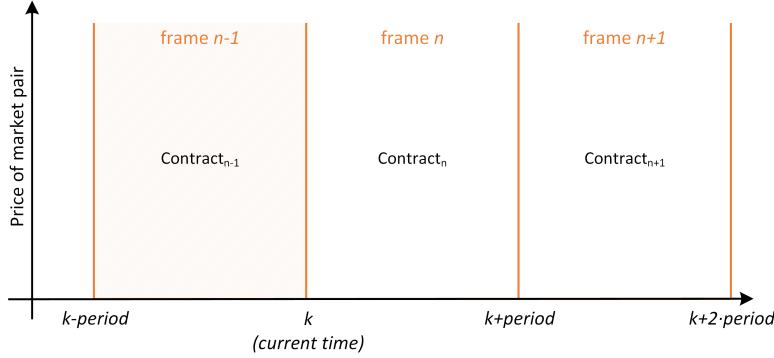 frame n-1
frame n
frame n+1
Price of market pair
Contractn-1
Contractn
Contractn+1
k-period
k
k+period
k+2·period
(current time)